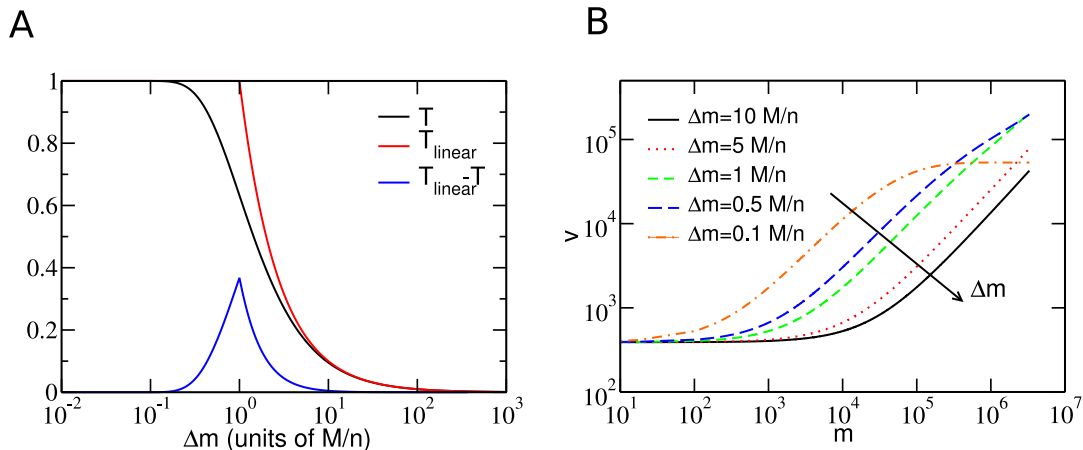 A
1
0.8
0.6
0.4
0.2
0
T
T_linear
T_linear-T
10^-2
10^-1
10^0
10^1
10^2
10^3
Δm (units of M/n)
B
v
10^5
10^4
10^3
10^2
Δm=10 M/n
Δm=5 M/n
Δm=1 M/n
Δm=0.5 M/n
Δm=0.1 M/n
Δm
10^1
10^2
10^3
10^4
10^5
10^6
10^7
m